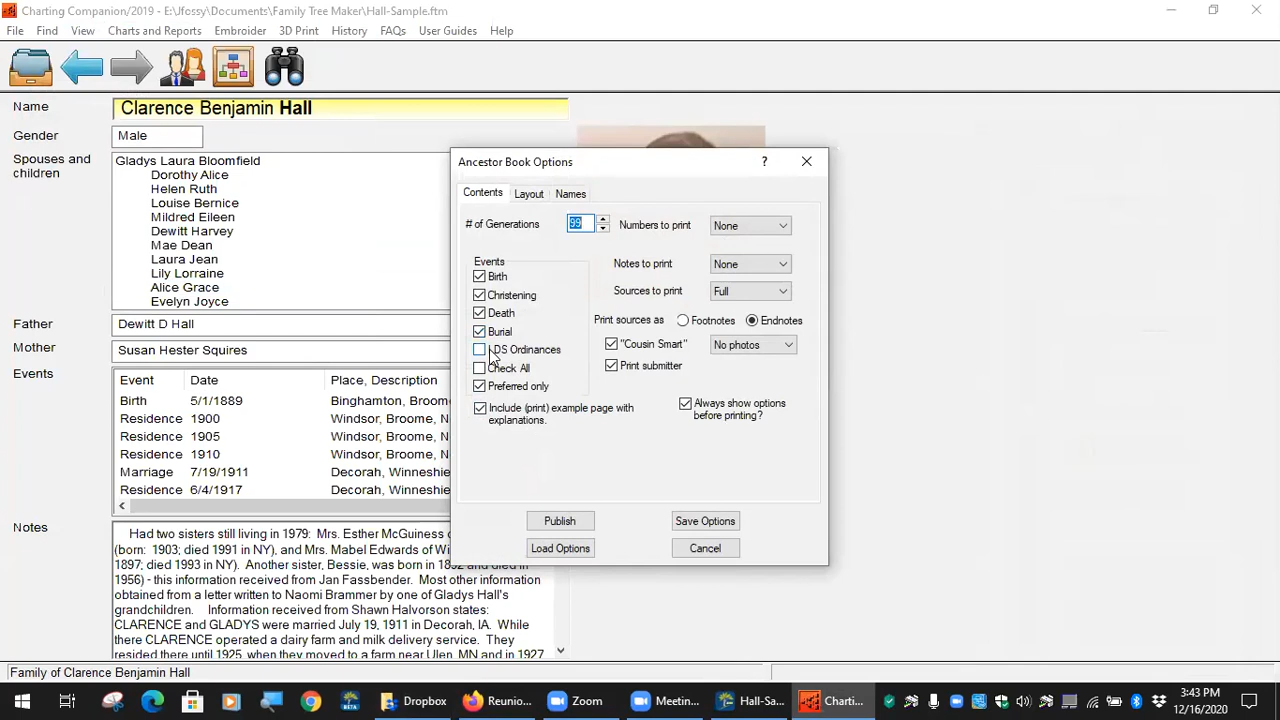 Charting Companion/2019 - E:\Jfossy\Documents\Family Tree Maker\Hall-Sample.ftm
File Find View Charts and Reports Embroider 3D Print History FAQs User Guides Help
Name Clarence Benjamin Hall
Gender Male
Spouses and children
Gladys Laura Bloomfield
Dorothy Alice
Helen Ruth
Louise Bernice
Mildred Eileen
Dewitt Harvey
Mae Dean
Laura Jean
Lily Lorraine
Alice Grace
Evelyn Joyce
Father Dewitt D Hall
Mother Susan Hester Squires
Events
Event Date Place, Description
Birth 5/1/1889 Binghamton, Broome
Residence 1900 Windsor, Broome, N
Residence 1905 Windsor, Broome, N
Residence 1910 Windsor, Broome, N
Marriage 7/19/1911 Decorah, Winneshie
Residence 6/4/1917 Decorah, Winneshie
Notes
Had two sisters still living in 1979: Mrs. Esther McGuiness
(born: 1903; died 1991 in NY), and Mrs. Mabel Edwards of Wi
1897; died 1993 in NY). Another sister, Bessie, was born in 1892 and died in
1956) - this information received from Jan Fassbender. Most other information
obtained from a letter written to Naomi Brammer by one of Gladys Hall's
grandchildren. Information received from Shawn Halvorson states:
CLARENCE and GLADYS were married July 19, 1911 in Decorah, IA. While
there CLARENCE operated a dairy farm and milk delivery service. They
resided there until 1925, when they moved to a farm near Ulen, MN and in 1927
Family of Clarence Benjamin Hall
Ancestor Book Options ?
Contents Layout Names
# of Generations 99 Numbers to print None
Events
Birth
Christening
Death
Burial
LDS Ordinances
Check All
Preferred only
Include (print) example page with
explanations.
Notes to print None
Sources to print Full
Print sources as Footnotes Endnotes
"Cousin Smart" No photos
Print submitter
Always show options
before printing?
Publish Save Options
Load Options Cancel
Dropbox Reunio... Zoom Meetin... Hall-Sa... Charti...
3:43 PM
12/16/2020